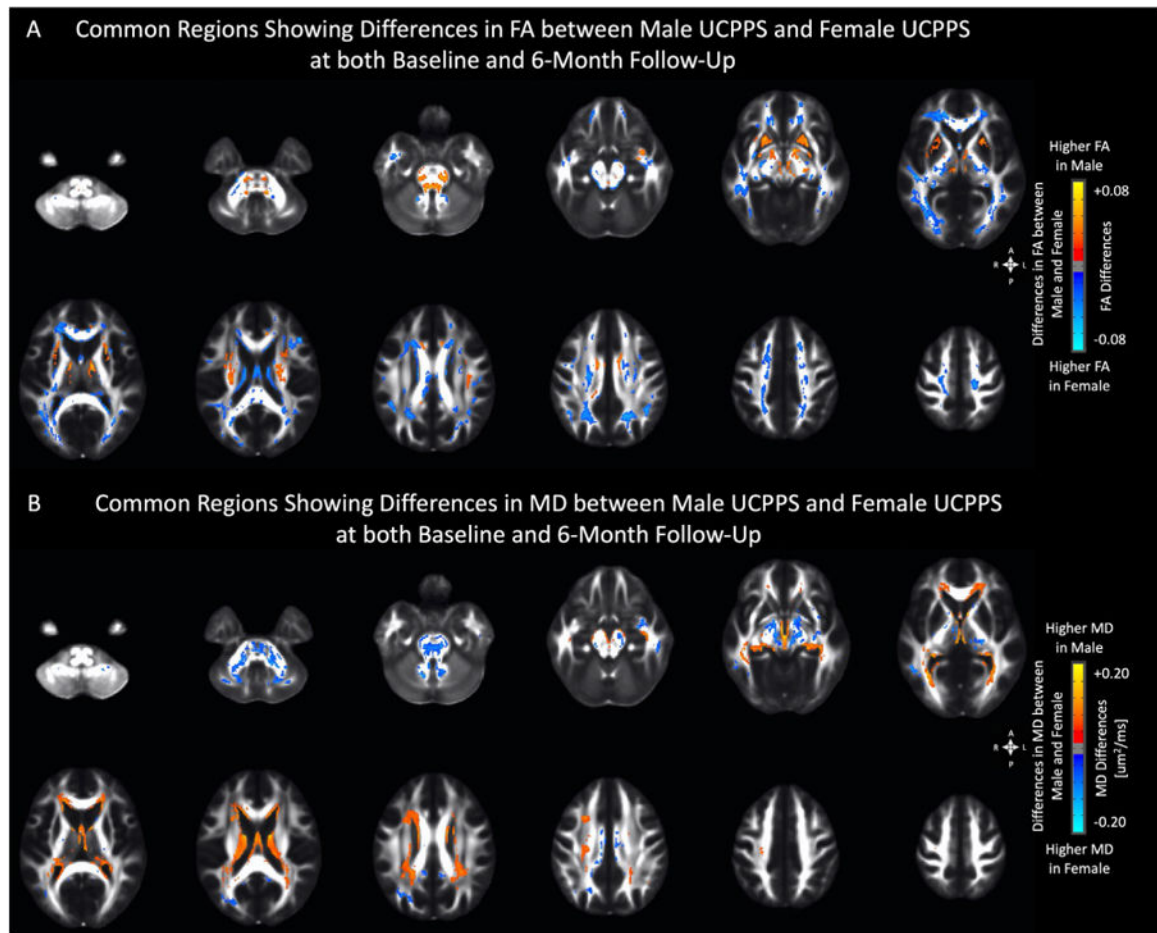 A Common Regions Showing Differences in FA between Male UCPPS and Female UCPPS
at both Baseline and 6-Month Follow-Up
Higher FA
in Male
Differences in FA between
Male and Female
+0.08
FA Differences
-0.08
Higher FA
in Female
A
R L
P
B Common Regions Showing Differences in MD between Male UCPPS and Female UCPPS
at both Baseline and 6-Month Follow-Up
Higher MD
in Male
Differences in MD between
Male and Female
+0.20
MD Differences
[um²/ms]
-0.20
Higher MD
in Female
A
R L
P